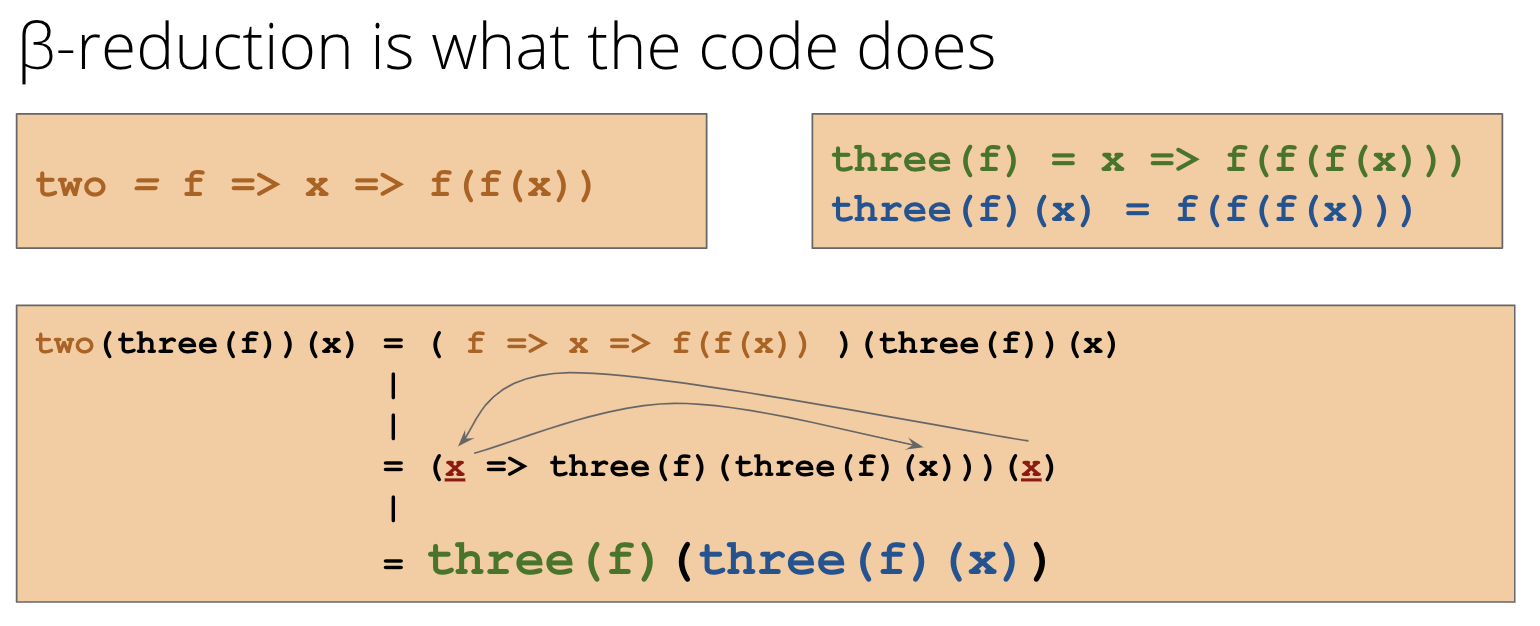 β-reduction is what the code does
two = f => x => f(f(x))
three(f) = x => f(f(f(x)))
three(f)(x) = f(f(f(x)))
two(three(f))(x) = ( f => x => f(f(x)) )(three(f))(x)
|
|
= (x => three(f)(three(f)(x)))(x)
|
= three(f)(three(f)(x))